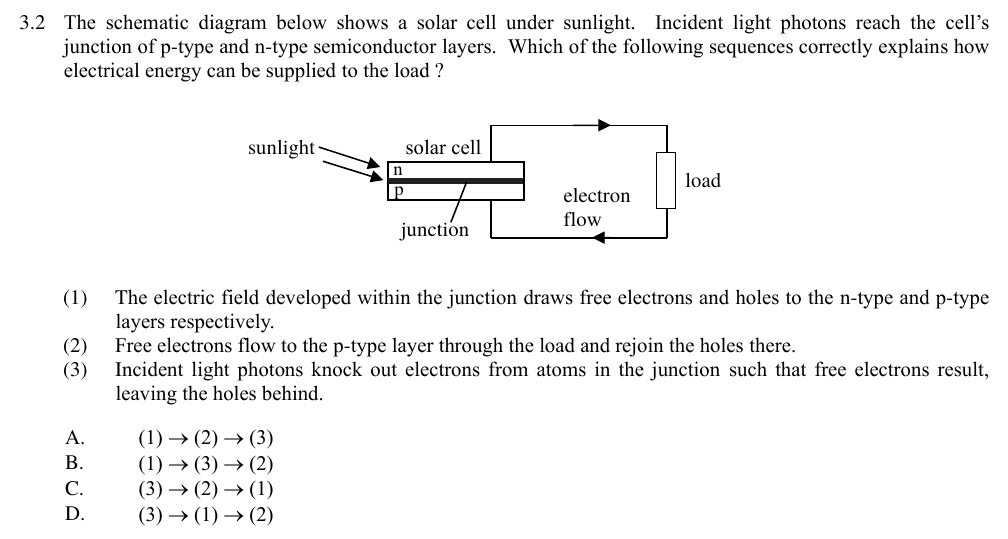 3.2 The schematic diagram below shows a solar cell under sunlight. Incident light photons reach the cell's
junction of p-type and n-type semiconductor layers. Which of the following sequences correctly explains how
electrical energy can be supplied to the load ?
sunlight
solar cell
n
p
junction
electron
flow
load
(1) The electric field developed within the junction draws free electrons and holes to the n-type and p-type
layers respectively.
(2) Free electrons flow to the p-type layer through the load and rejoin the holes there.
(3) Incident light photons knock out electrons from atoms in the junction such that free electrons result,
leaving the holes behind.
A. (1) → (2) → (3)
B. (1) → (3) → (2)
C. (3) → (2) → (1)
D. (3) → (1) → (2)